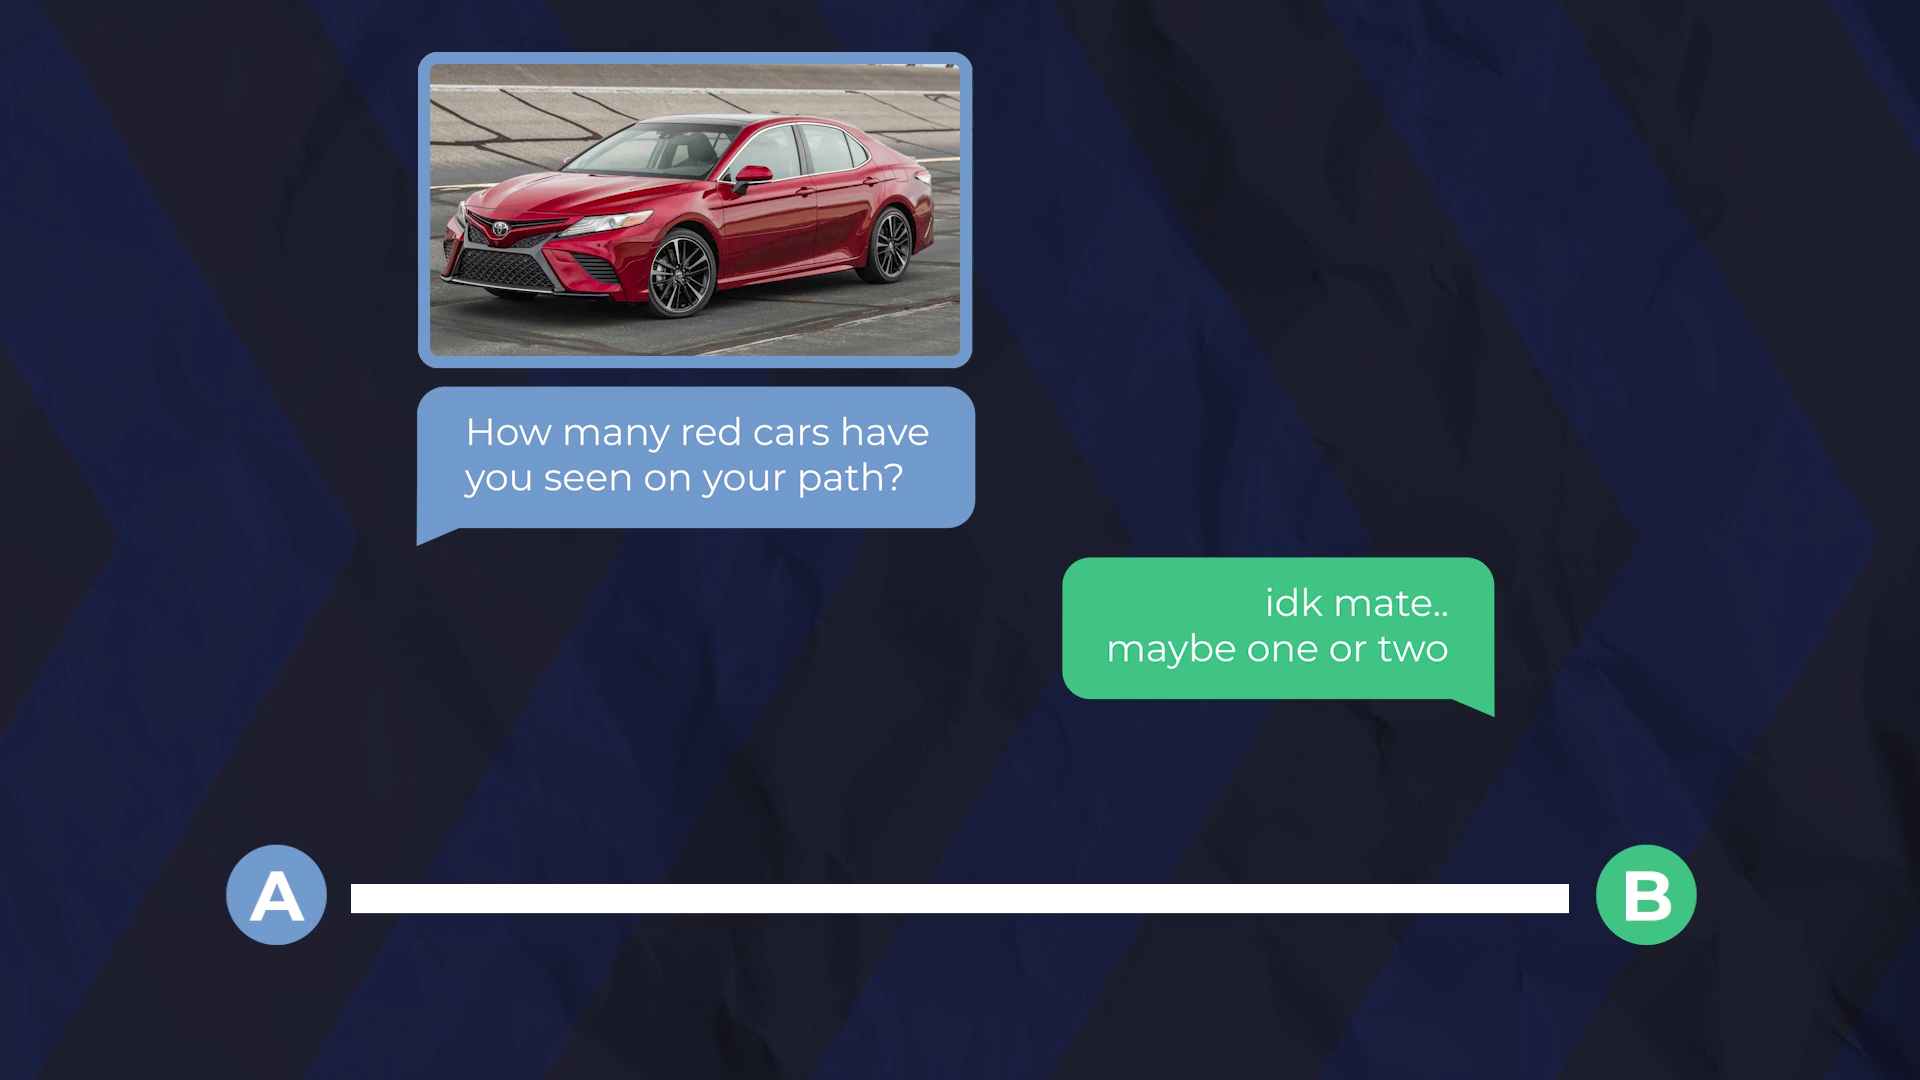 How many red cars have
you seen on your path?
idk mate..
maybe one or two
A
B